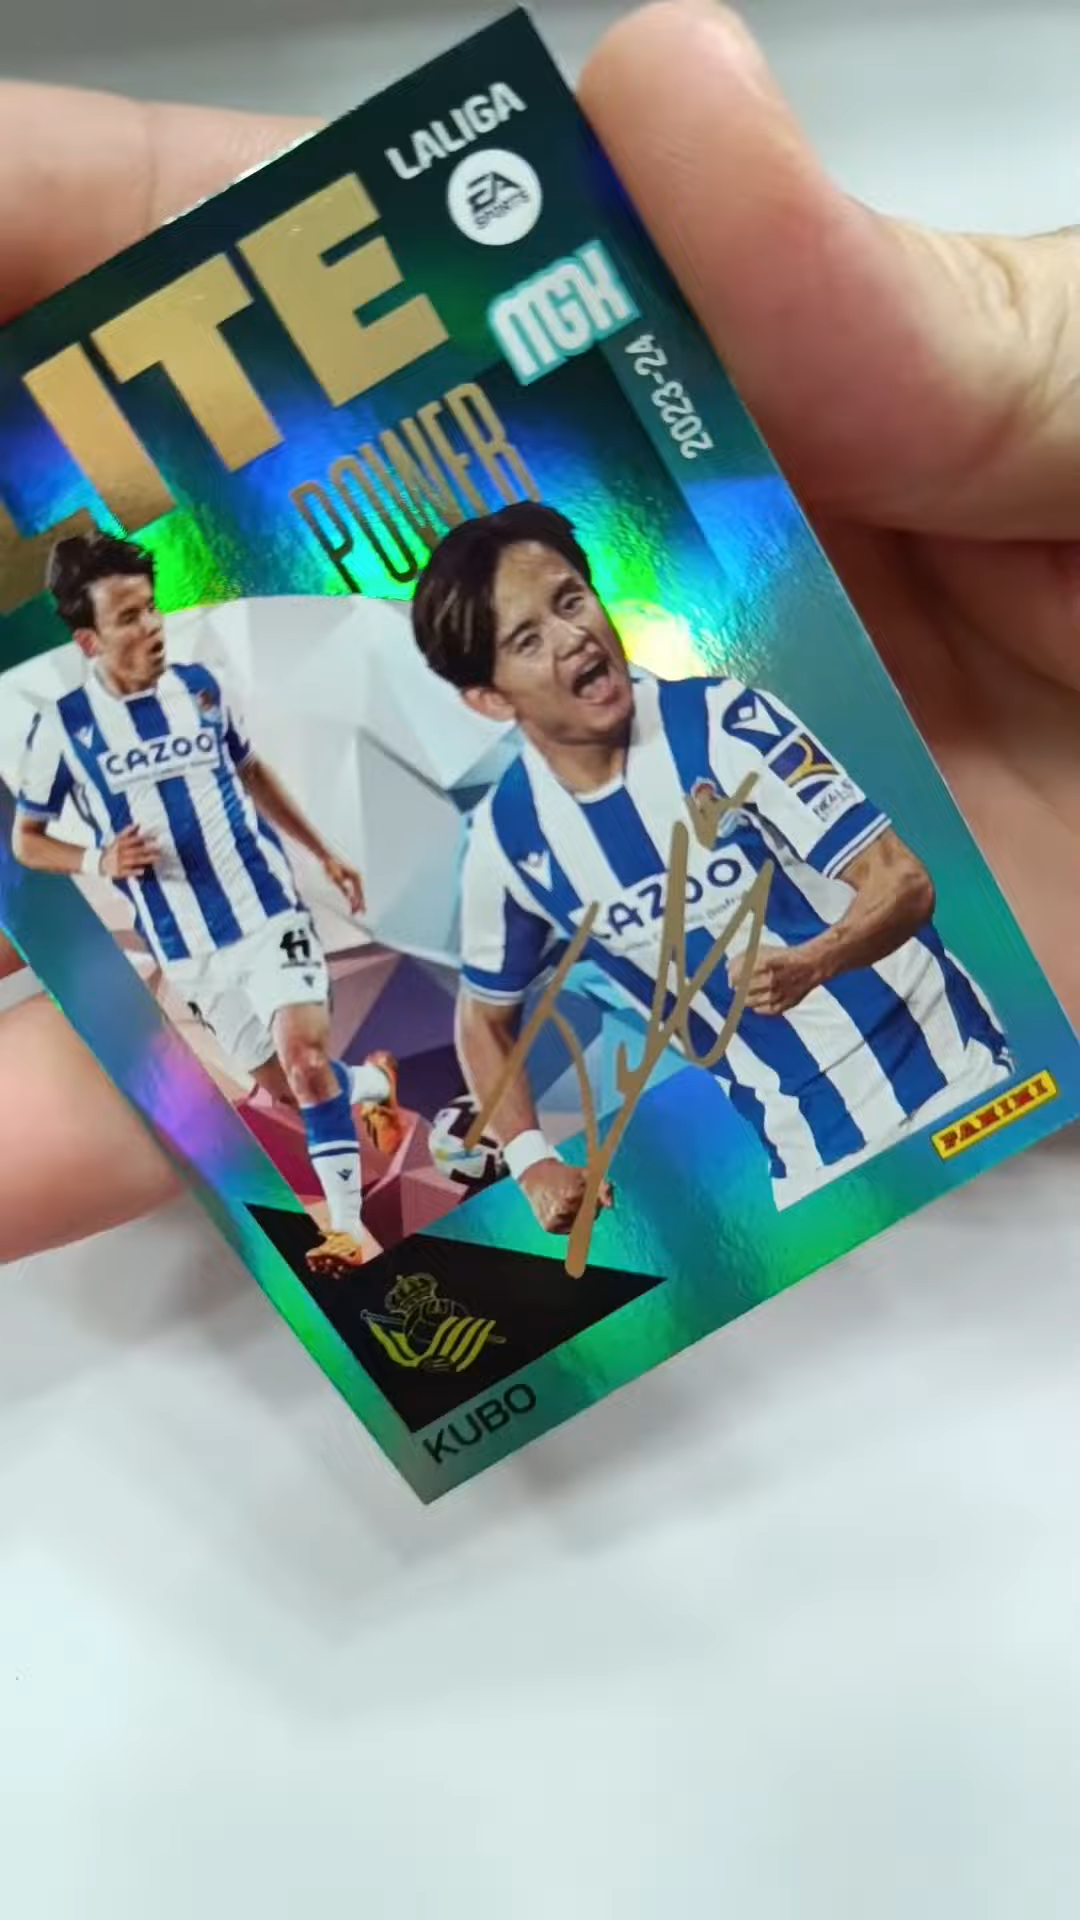 LALIGA
EA
SPORTS
ITE
POWER
MGK
2023-24
CAZOO
CAZOO
PANINI
KUBO